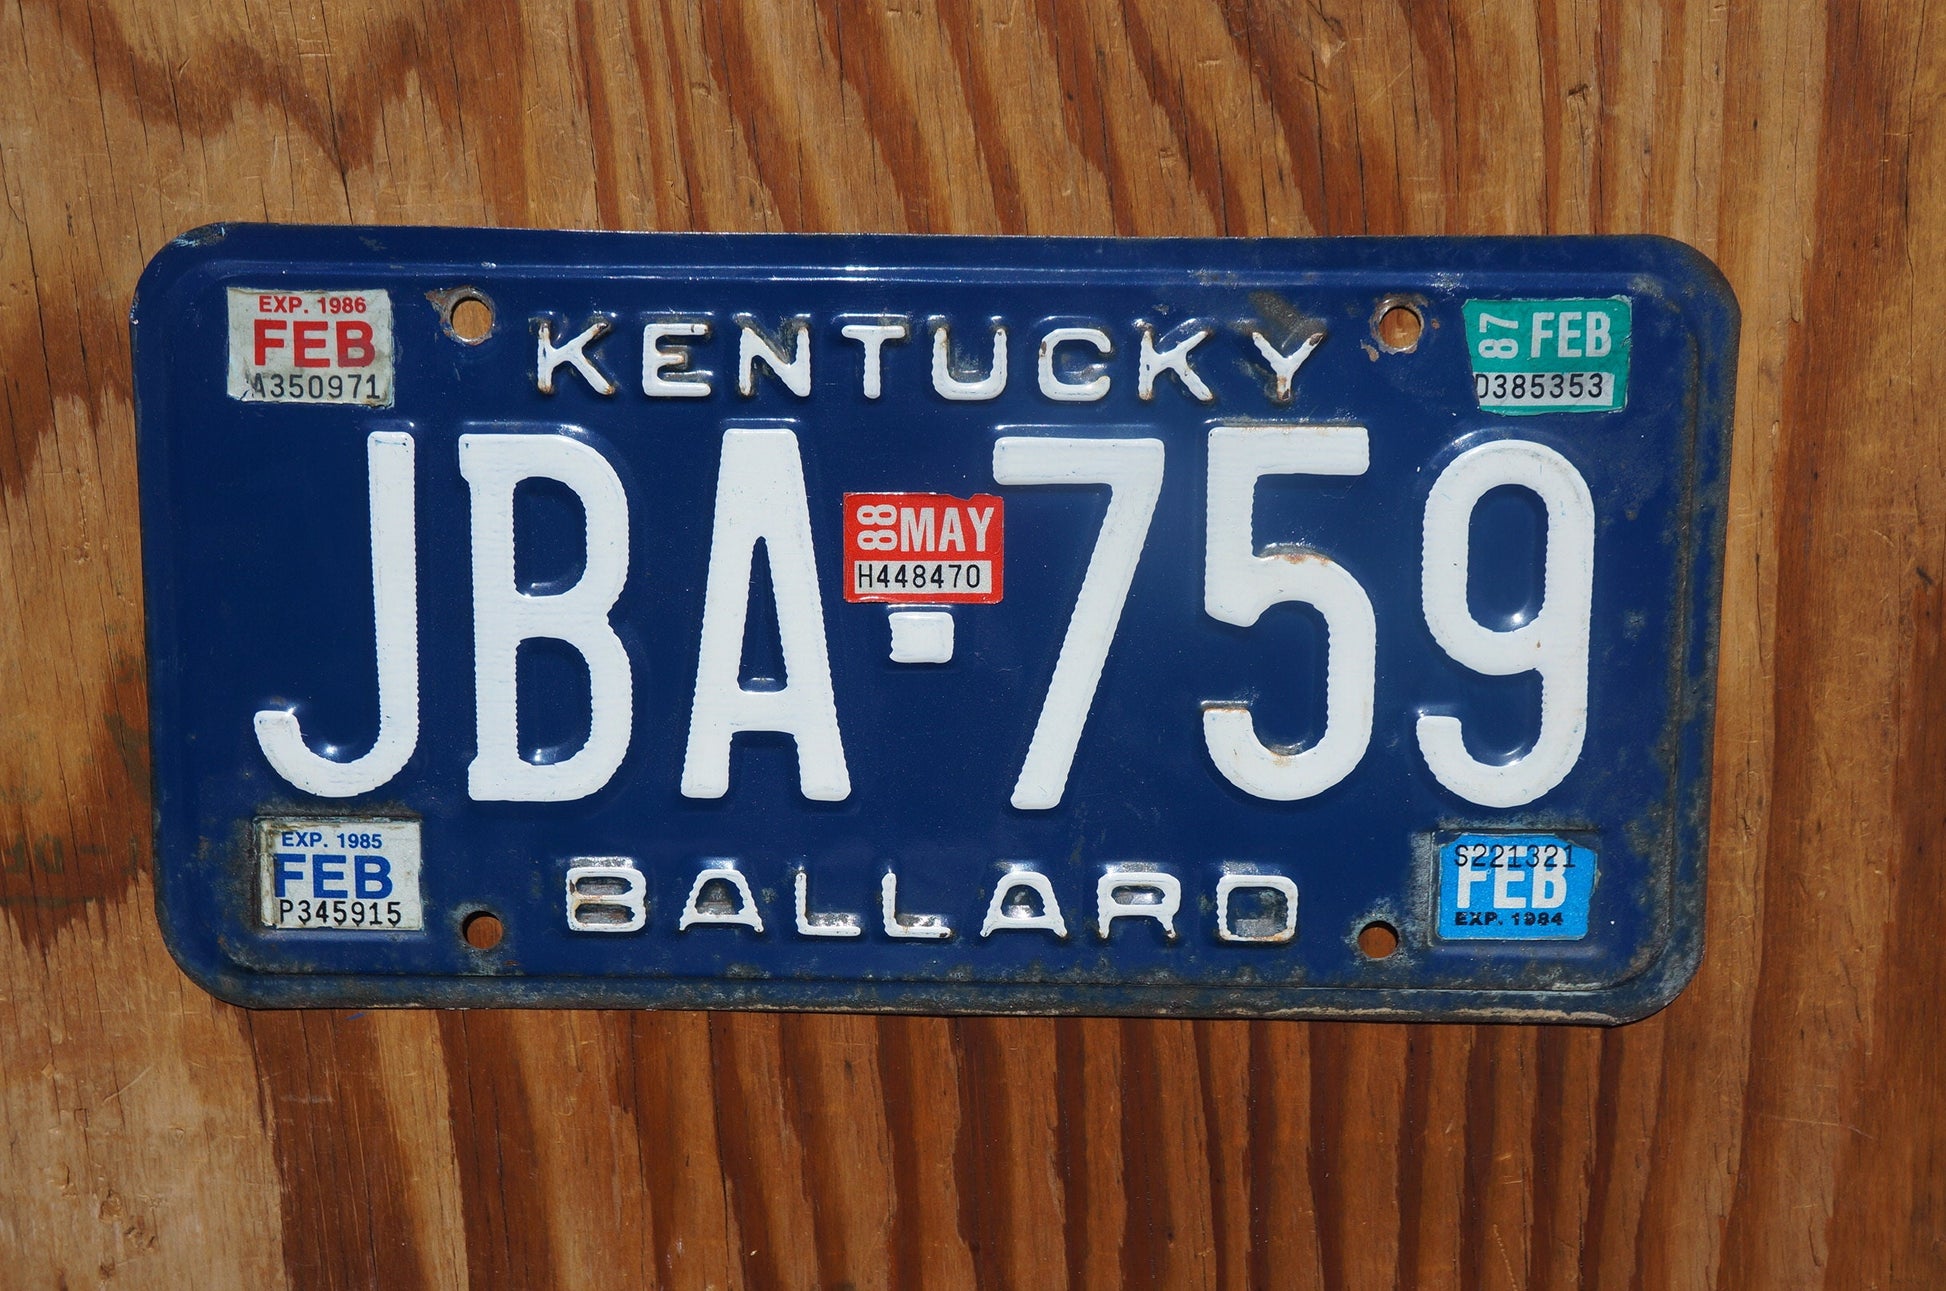 EXP. 1986
FEB
A350971
KENTUCKY
87 FEB
D385353
JBA-759
88 MAY
H448470
EXP. 1985
FEB
P345915
BALLARD
S221321
FEB
EXP. 1984